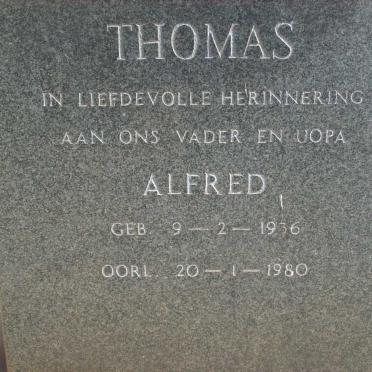 THOMAS
IN LIEFDEVOLLE HERINNERING
AAN ONS VADER EN UOPA
ALFRED
GEB. 9 — 2 — 1936
OORL. 20 — 1 — 1980